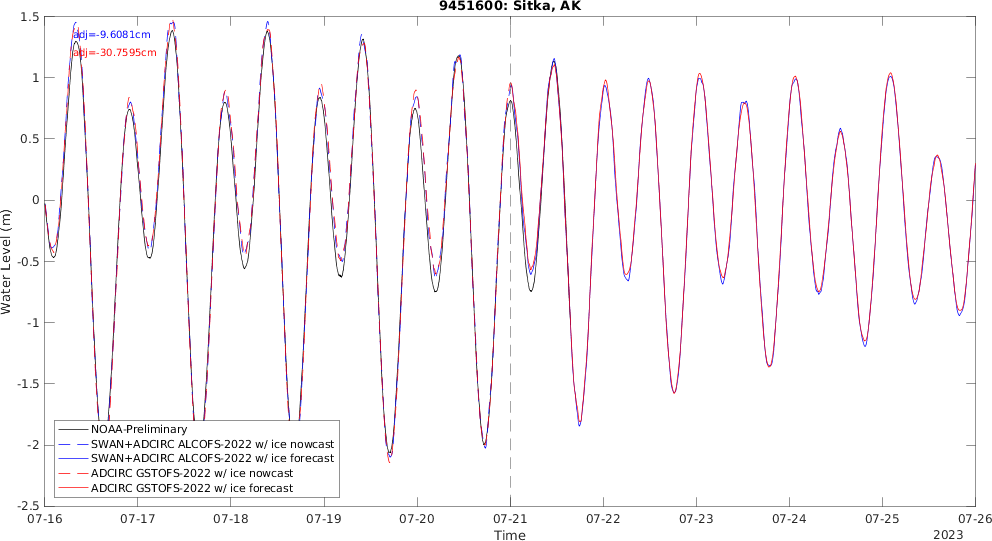 9451600: Sitka, AK
adj=-9.6081cm
adj=-30.7595cm
Water Level (m)
1.5
1
0.5
0
-0.5
-1
-1.5
-2
-2.5
NOAA-Preliminary
SWAN+ADCIRC ALCOFS-2022 w/ ice nowcast
SWAN+ADCIRC ALCOFS-2022 w/ ice forecast
ADCIRC GSTOFS-2022 w/ ice nowcast
ADCIRC GSTOFS-2022 w/ ice forecast
07-16 07-17 07-18 07-19 07-20 07-21 07-22 07-23 07-24 07-25 07-26
Time
2023